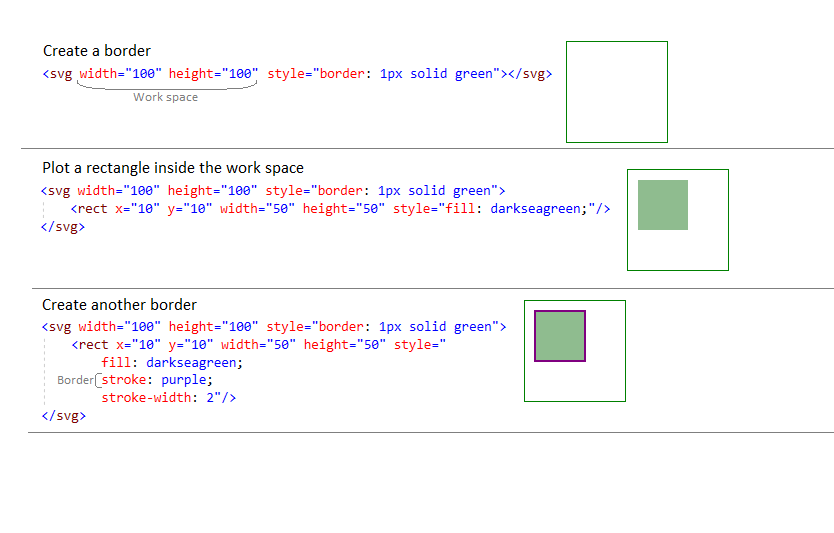 Create a border
<svg width="100" height="100" style="border: 1px solid green"></svg>
Work space
Plot a rectangle inside the work space
<svg width="100" height="100" style="border: 1px solid green">
<rect x="10" y="10" width="50" height="50" style="fill: darkseagreen;"/>
</svg>
Create another border
<svg width="100" height="100" style="border: 1px solid green">
<rect x="10" y="10" width="50" height="50" style="
fill: darkseagreen;
Border stroke: purple;
stroke-width: 2"/>
</svg>